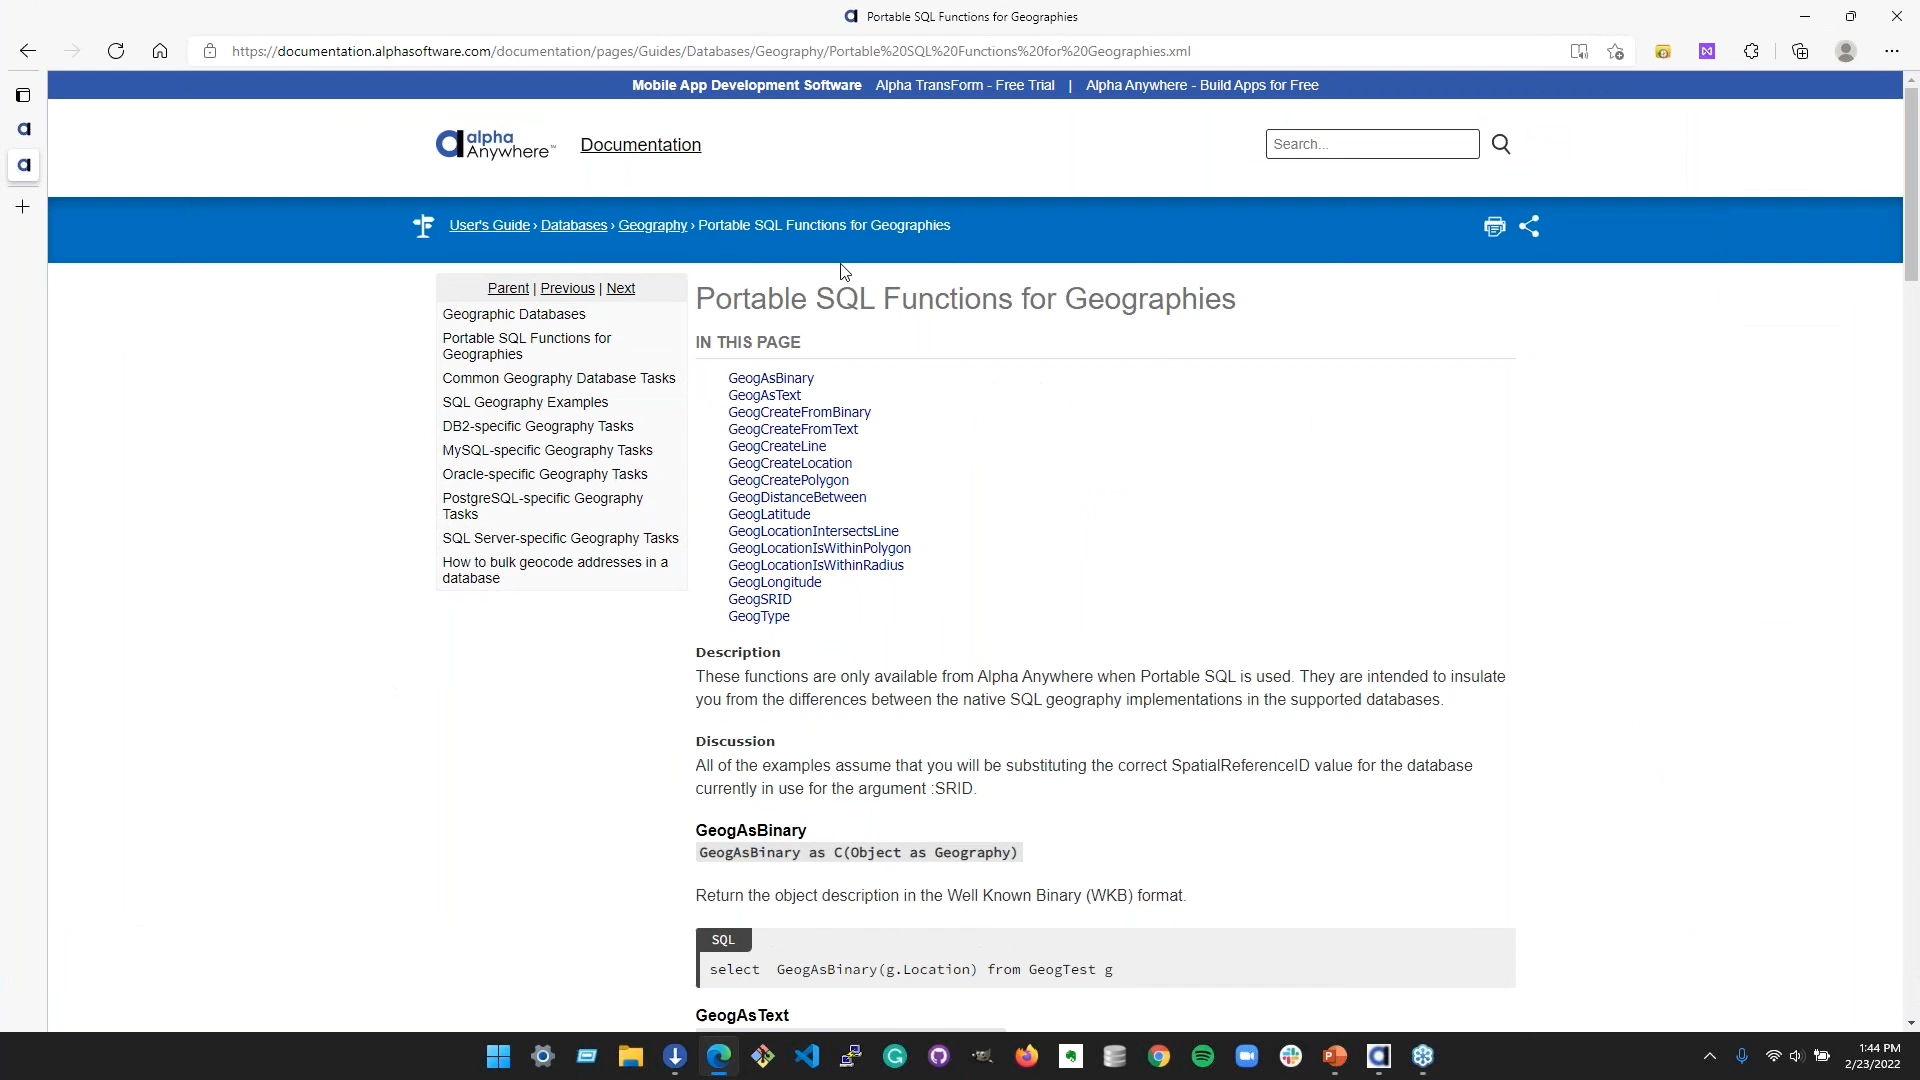 Portable SQL Functions for Geographies
https://documentation.alphasoftware.com/documentation/pages/Guides/Databases/Geography/Portable%20SQL%20Functions%20for%20Geographies.xml
Mobile App Development Software Alpha TransForm - Free Trial | Alpha Anywhere - Build Apps for Free
alpha
Anywhere™
Documentation
Search...
User's Guide › Databases › Geography › Portable SQL Functions for Geographies
Parent | Previous | Next
Geographic Databases
Portable SQL Functions for
Geographies
Common Geography Database Tasks
SQL Geography Examples
DB2-specific Geography Tasks
MySQL-specific Geography Tasks
Oracle-specific Geography Tasks
PostgreSQL-specific Geography
Tasks
SQL Server-specific Geography Tasks
How to bulk geocode addresses in a
database
Portable SQL Functions for Geographies
IN THIS PAGE
GeogAsBinary
GeogAsText
GeogCreateFromBinary
GeogCreateFromText
GeogCreateLine
GeogCreateLocation
GeogCreatePolygon
GeogDistanceBetween
GeogLatitude
GeogLocationIntersectsLine
GeogLocationIsWithinPolygon
GeogLocationIsWithinRadius
GeogLongitude
GeogSRID
GeogType
Description
These functions are only available from Alpha Anywhere when Portable SQL is used. They are intended to insulate
you from the differences between the native SQL geography implementations in the supported databases.
Discussion
All of the examples assume that you will be substituting the correct SpatialReferenceID value for the database
currently in use for the argument :SRID.
GeogAsBinary
GeogAsBinary as C(Object as Geography)
Return the object description in the Well Known Binary (WKB) format.
SQL
select  GeogAsBinary(g.Location) from GeogTest g
GeogAsText
1:44 PM
2/23/2022